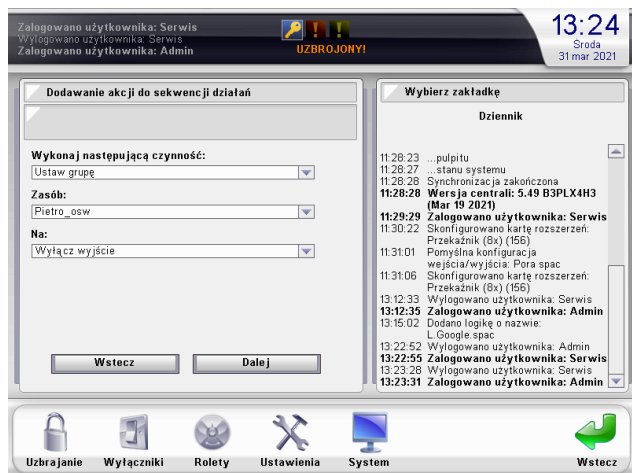 Zalogowano użytkownika: Serwis
Wylogowano użytkownika: Serwis
Zalogowano użytkownika: Admin
UZBROJONY!
13:24
Środa
31 mar 2021
Dodawanie akcji do sekwencji działań
Wykonaj następującą czynność:
Ustaw grupę
Zasób:
Pietro_osw
Na:
Wyłącz wyjście
Wstecz
Dalej
Wybierz zakładkę
Dziennik
11:28:23 ...pulpitu
11:28:27 ...stanu systemu
11:28:28 Synchronizacja zakończona
11:28:28 Wersja centrali: 5.49 B3PLX4H3
(Mar 19 2021)
11:29:29 Zalogowano użytkownika: Serwis
11:30:22 Skonfigurowano kartę rozszerzeń:
Przekaźnik (8x) (156)
11:31:01 Pomyślna konfiguracja
wejścia/wyjścia: Pora spac
11:31:06 Skonfigurowano kartę rozszerzeń:
Przekaźnik (8x) (156)
13:12:33 Wylogowano użytkownika: Serwis
13:12:35 Zalogowano użytkownika: Admin
13:15:02 Dodano logikę o nazwie:
L.Google.spac
13:22:52 Wylogowano użytkownika: Admin
13:22:55 Zalogowano użytkownika: Serwis
13:23:28 Wylogowano użytkownika: Serwis
13:23:31 Zalogowano użytkownika: Admin
Uzbrajanie
Wyłączniki
Rolety
Ustawienia
System
Wstecz